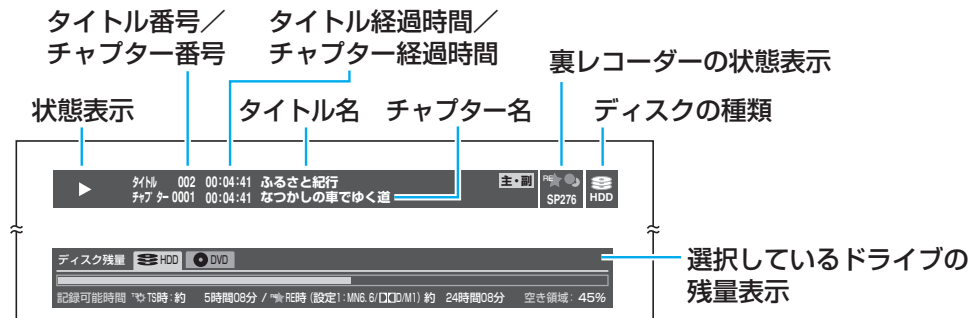 タイトル番号／
チャプター番号
タイトル経過時間／
チャプター経過時間
裏レコーダーの状態表示
状態表示
タイトル名
チャプター名
ディスクの種類
ﾀｲﾄﾙ 002 00:04:41 ふるさと紀行
ﾁｬﾌﾟﾀｰ 0001 00:04:41 なつかしの車でゆく道
主・副
RE
SP276
HDD
ディスク残量 HDD DVD
記録可能時間 TS TS時：約 5時間08分 / RE RE時 (設定1：MN6.6/D/M1) 約 24時間08分 空き領域：45%
選択しているドライブの
残量表示